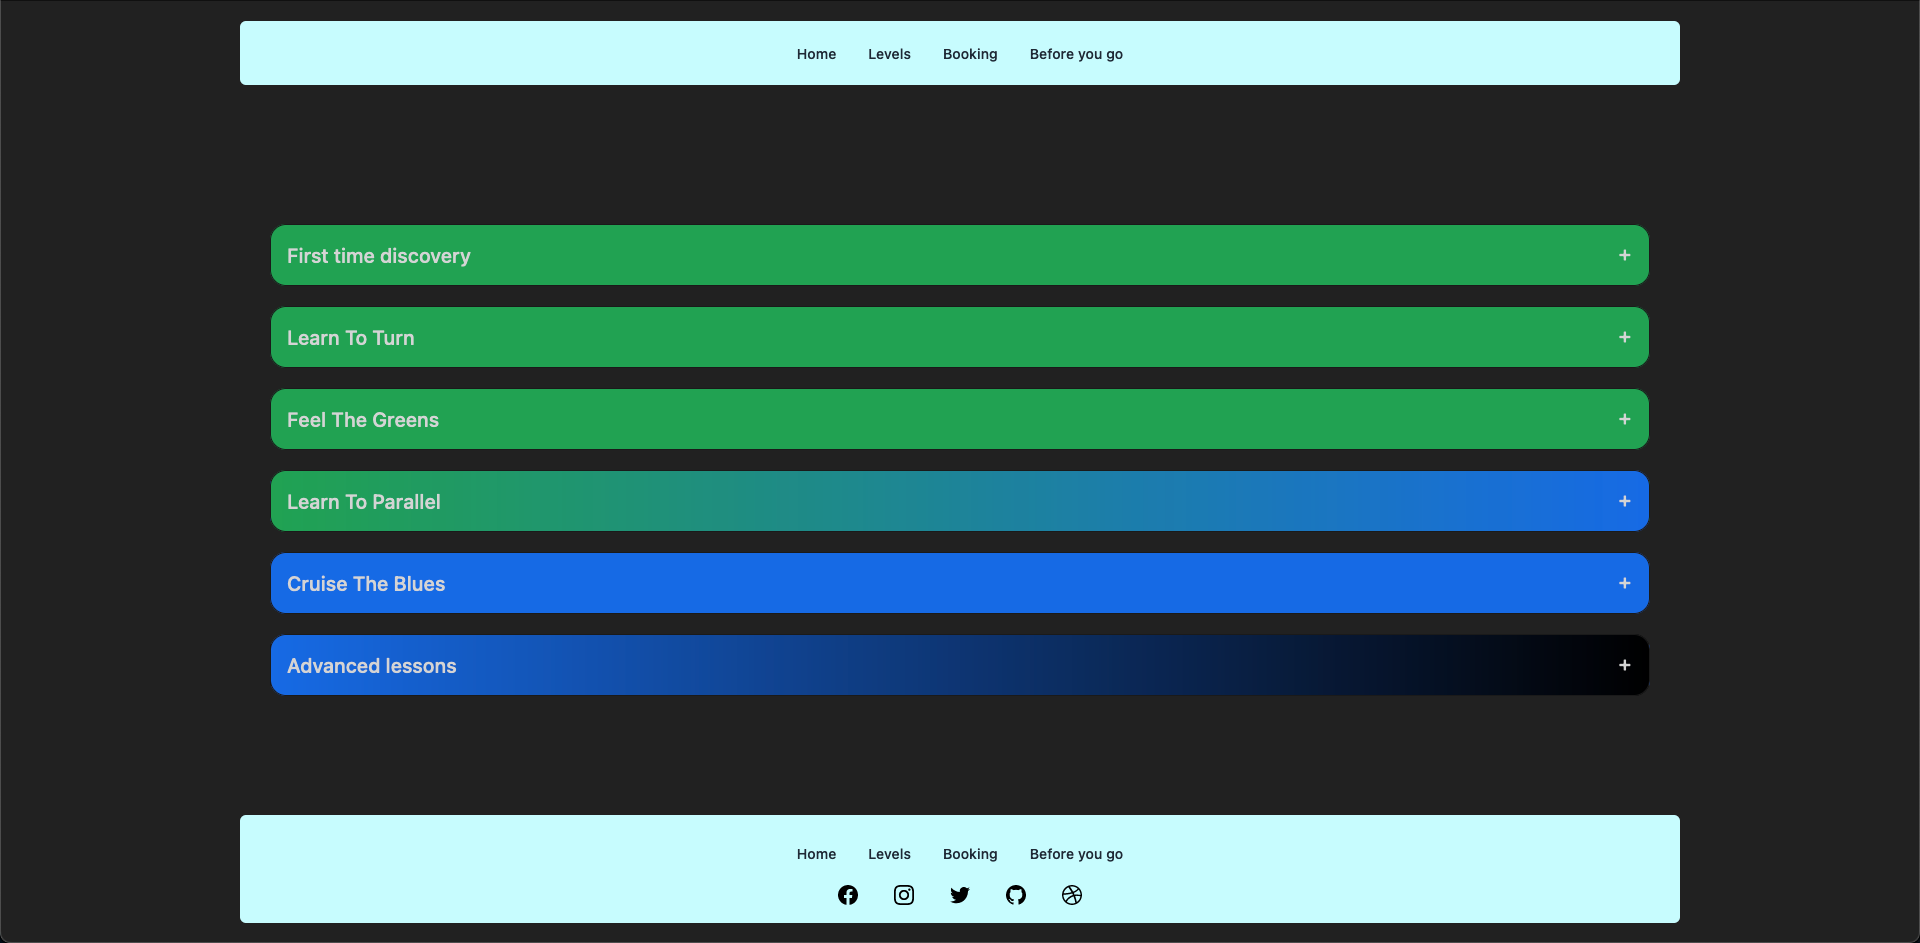 Home Levels Booking Before you go
First time discovery +
Learn To Turn +
Feel The Greens +
Learn To Parallel +
Cruise The Blues +
Advanced lessons +
Home Levels Booking Before you go